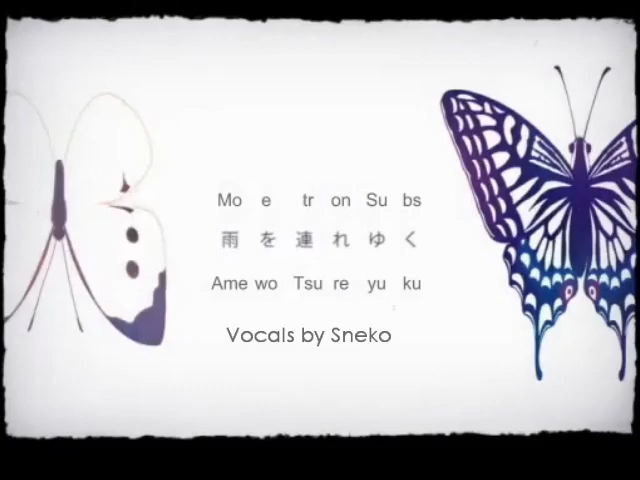 Mo e tr on Su bs
雨を連れゆく
Ame wo Tsu re yu ku
Vocals by Sneko